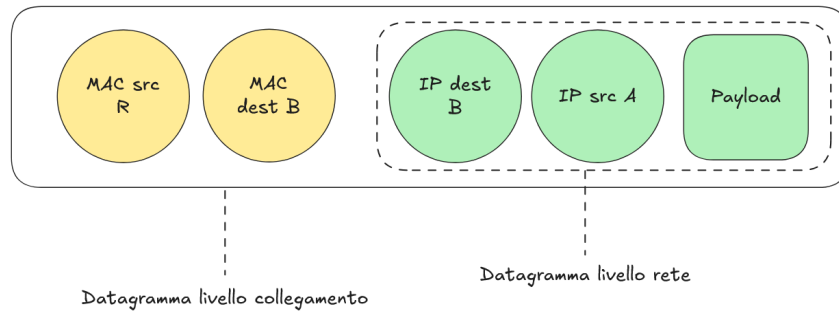 MAC src
R
MAC
dest B
IP dest
B
IP src A
Payload
Datagramma livello collegamento
Datagramma livello rete